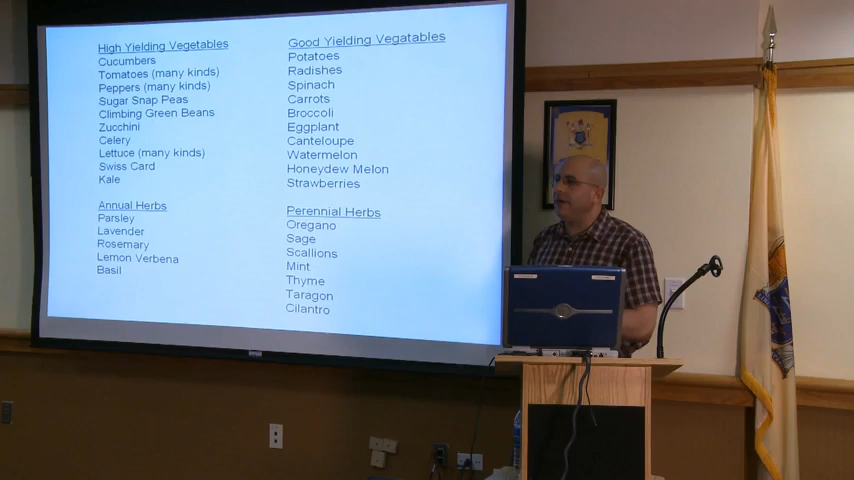 High Yielding Vegetables
Cucumbers
Tomatoes (many kinds)
Peppers (many kinds)
Sugar Snap Peas
Climbing Green Beans
Zucchini
Celery
Lettuce (many kinds)
Swiss Card
Kale
Annual Herbs
Parsley
Lavender
Rosemary
Lemon Verbena
Basil
Good Yielding Vegatables
Potatoes
Radishes
Spinach
Carrots
Broccoli
Eggplant
Canteloupe
Watermelon
Honeydew Melon
Strawberries
Perennial Herbs
Oregano
Sage
Scallions
Mint
Thyme
Taragon
Cilantro